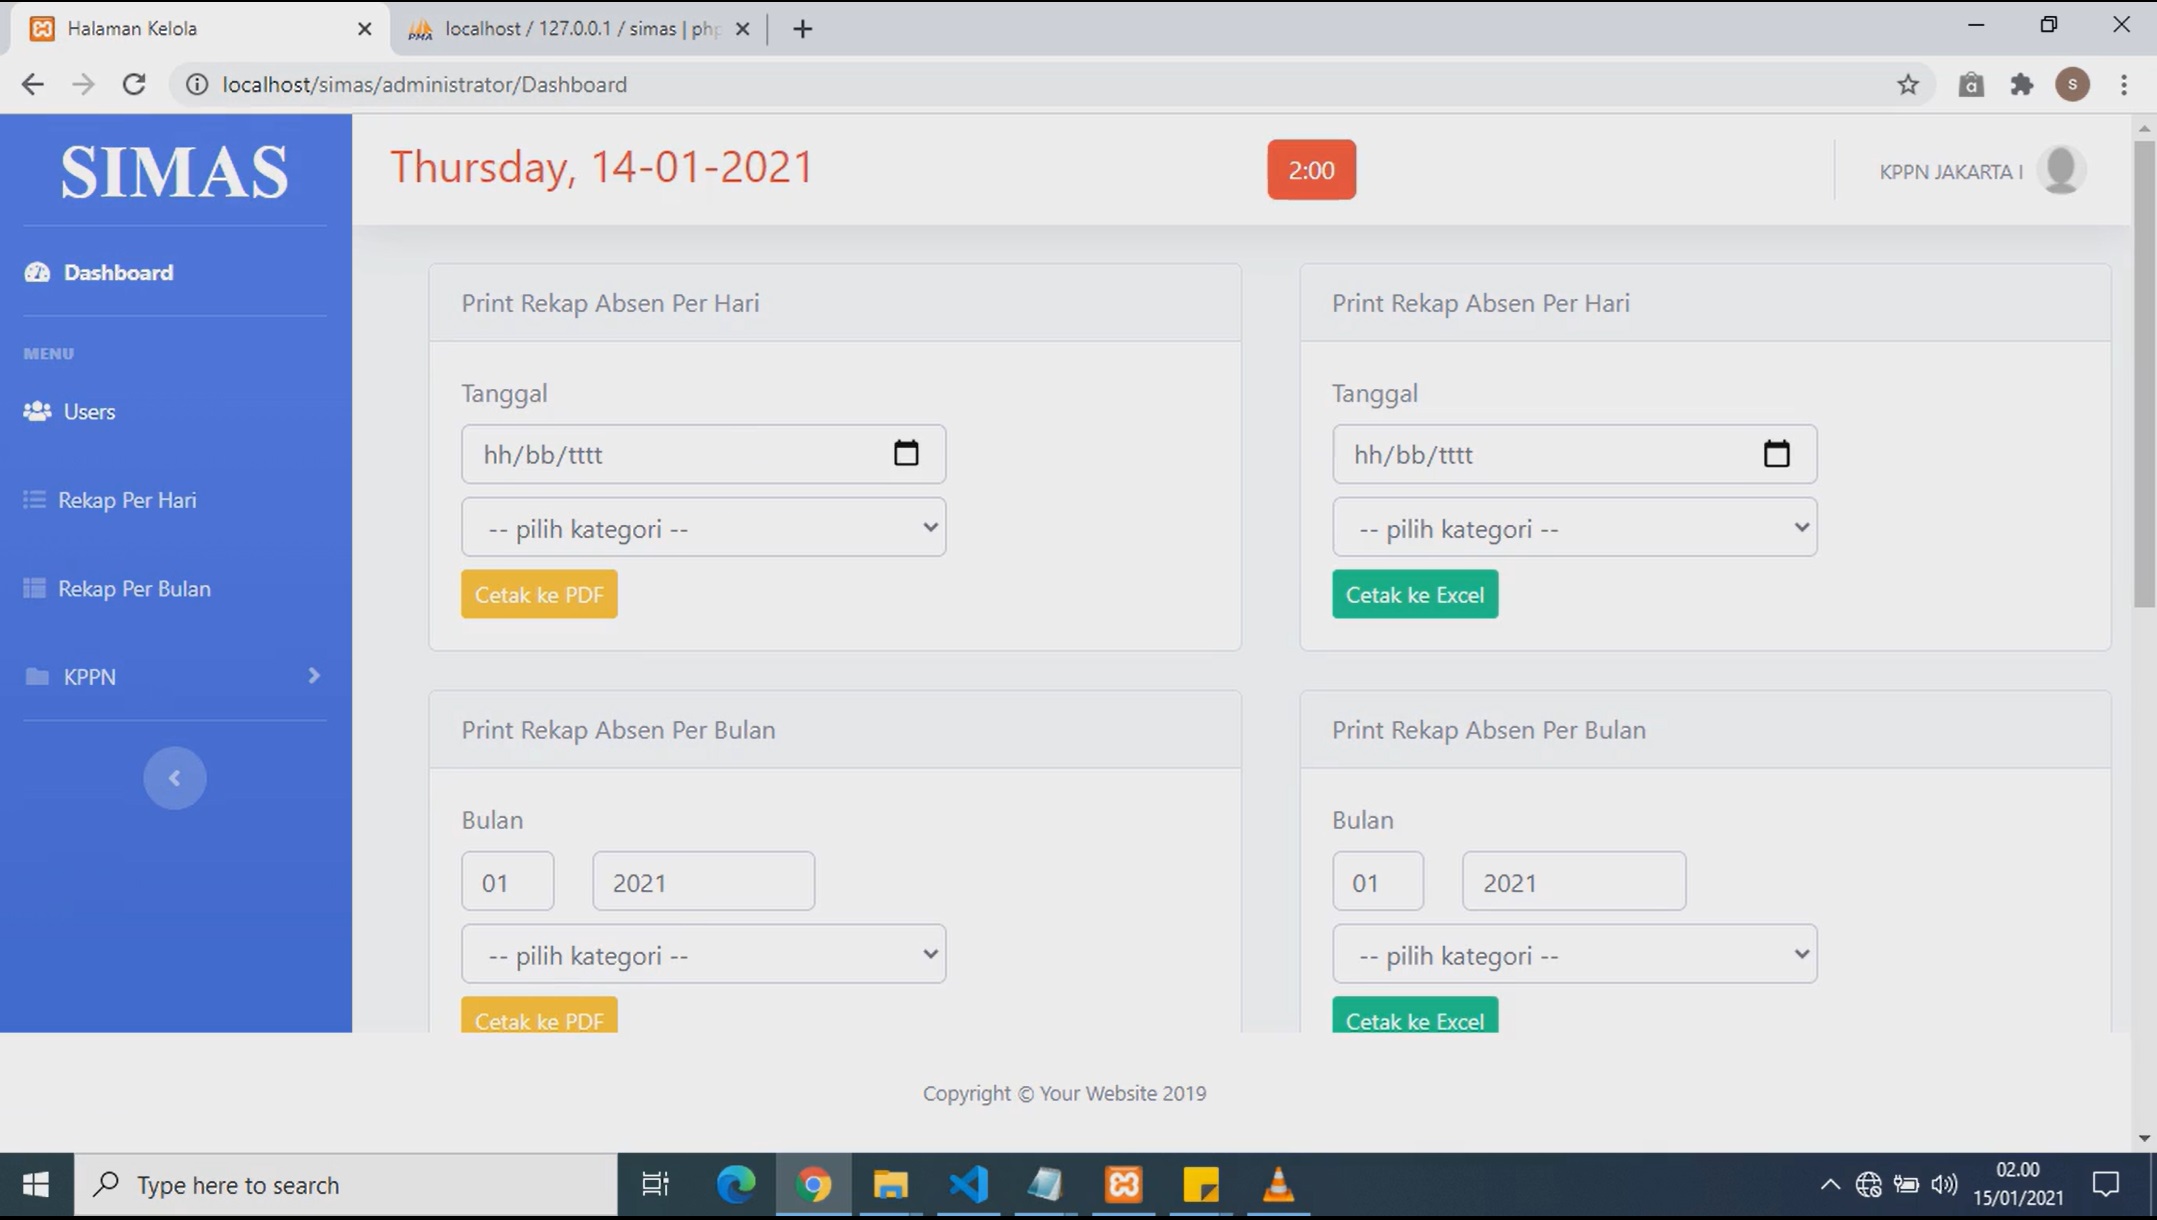 Halaman Kelola
localhost / 127.0.0.1 / simas | php
localhost/simas/administrator/Dashboard
S
SIMAS
Thursday, 14-01-2021
2:00
KPPN JAKARTA I
Dashboard
MENU
Users
Rekap Per Hari
Rekap Per Bulan
KPPN
Print Rekap Absen Per Hari
Tanggal
hh/bb/tttt
-- pilih kategori --
Cetak ke PDF
Print Rekap Absen Per Hari
Tanggal
hh/bb/tttt
-- pilih kategori --
Cetak ke Excel
Print Rekap Absen Per Bulan
Bulan
01 2021
-- pilih kategori --
Cetak ke PDF
Print Rekap Absen Per Bulan
Bulan
01 2021
-- pilih kategori --
Cetak ke Excel
Copyright © Your Website 2019
Type here to search
02.00
15/01/2021